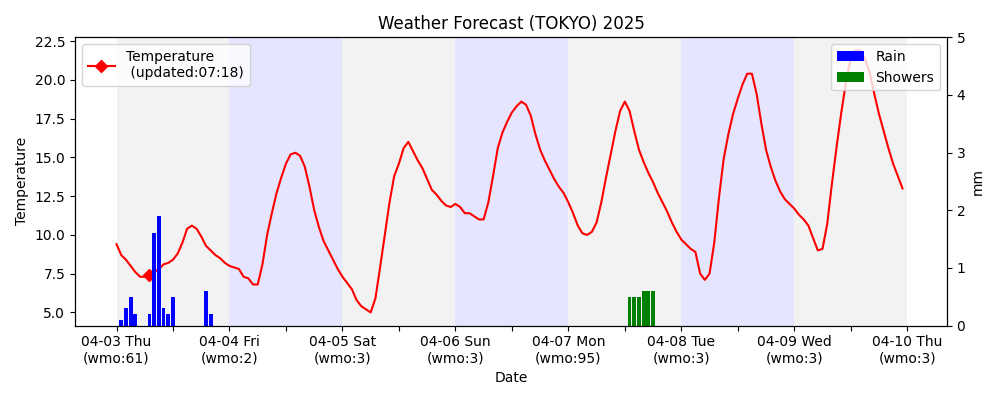 Weather Forecast (TOKYO) 2025
Temperature
(updated:07:18)
Rain
Showers
22.5
20.0
17.5
15.0
12.5
10.0
7.5
5.0
Temperature
5
4
3
2
1
0
mm
04-03 Thu
(wmo:61)
04-04 Fri
(wmo:2)
04-05 Sat
(wmo:3)
04-06 Sun
(wmo:3)
04-07 Mon
(wmo:95)
04-08 Tue
(wmo:3)
04-09 Wed
(wmo:3)
04-10 Thu
(wmo:3)
Date